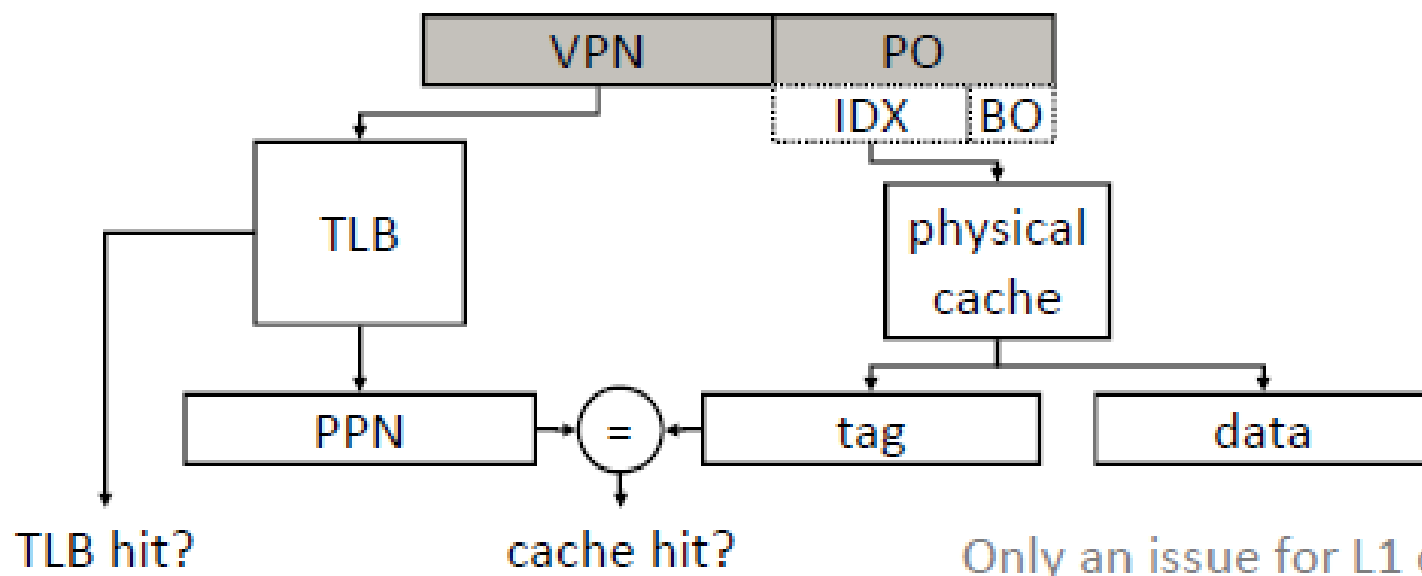 VPN PO
IDX BO
TLB
physical
cache
PPN = tag data
TLB hit? cache hit? Only an issue for L1